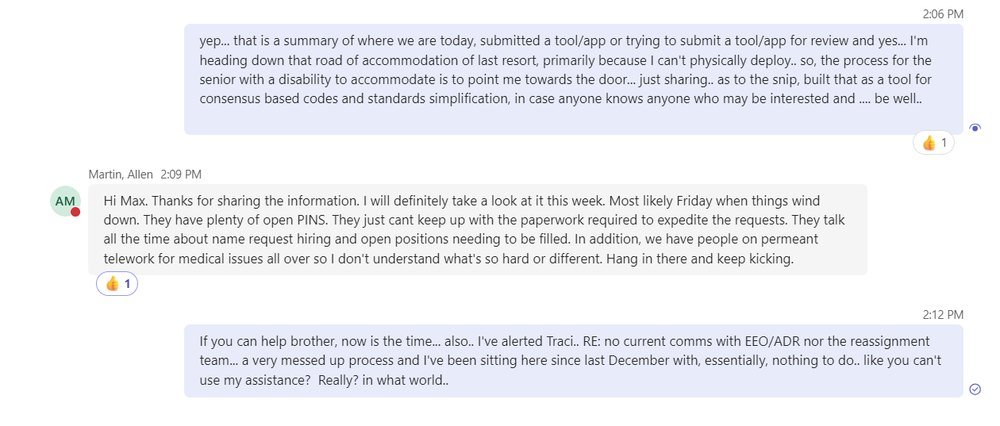 2:06 PM
yep... that is a summary of where we are today, submitted a tool/app or trying to submit a tool/app for review and yes... I'm
heading down that road of accommodation of last resort, primarily because I can't physically deploy.. so, the process for the
senior with a disability to accommodate is to point me towards the door... just sharing.. as to the snip, built that as a tool for
consensus based codes and standards simplification, in case anyone knows anyone who may be interested and .... be well..
👍 1
Martin, Allen 2:09 PM
AM
Hi Max. Thanks for sharing the information. I will definitely take a look at it this week. Most likely Friday when things wind
down. They have plenty of open PINS. They just cant keep up with the paperwork required to expedite the requests. They talk
all the time about name request hiring and open positions needing to be filled. In addition, we have people on permeant
telework for medical issues all over so I don't understand what's so hard or different. Hang in there and keep kicking.
👍 1
2:12 PM
If you can help brother, now is the time... also.. I've alerted Traci.. RE: no current comms with EEO/ADR nor the reassignment
team... a very messed up process and I've been sitting here since last December with, essentially, nothing to do.. like you can't
use my assistance?  Really? in what world..